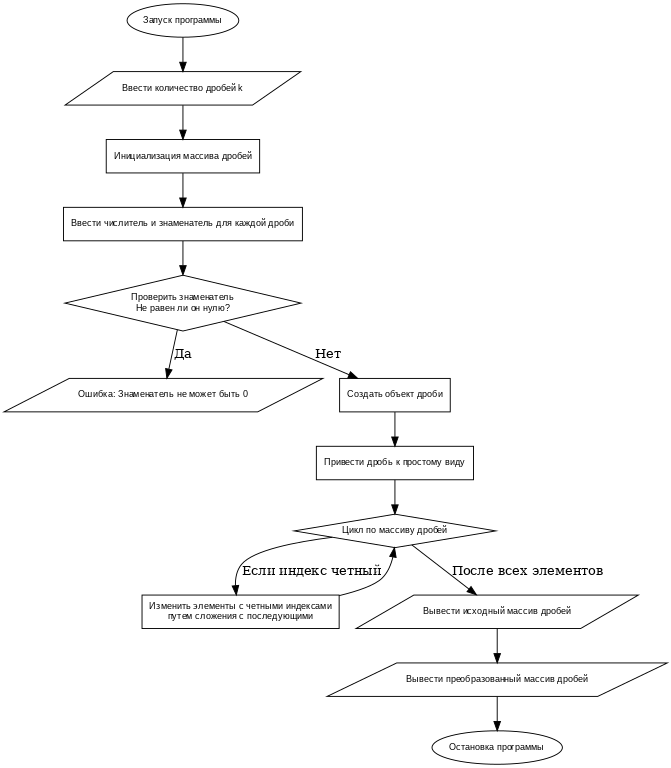 Запуск программы
Ввести количество дробей k
Инициализация массива дробей
Ввести числитель и знаменатель для каждой дроби
Проверить знаменатель
Не равен ли он нулю?
Да
Нет
Ошибка: Знаменатель не может быть 0
Создать объект дроби
Привести дробь к простому виду
Цикл по массиву дробей
Если индекс четный
После всех элементов
Изменить элементы с четными индексами
путем сложения с последующими
Вывести исходный массив дробей
Вывести преобразованный массив дробей
Остановка программы